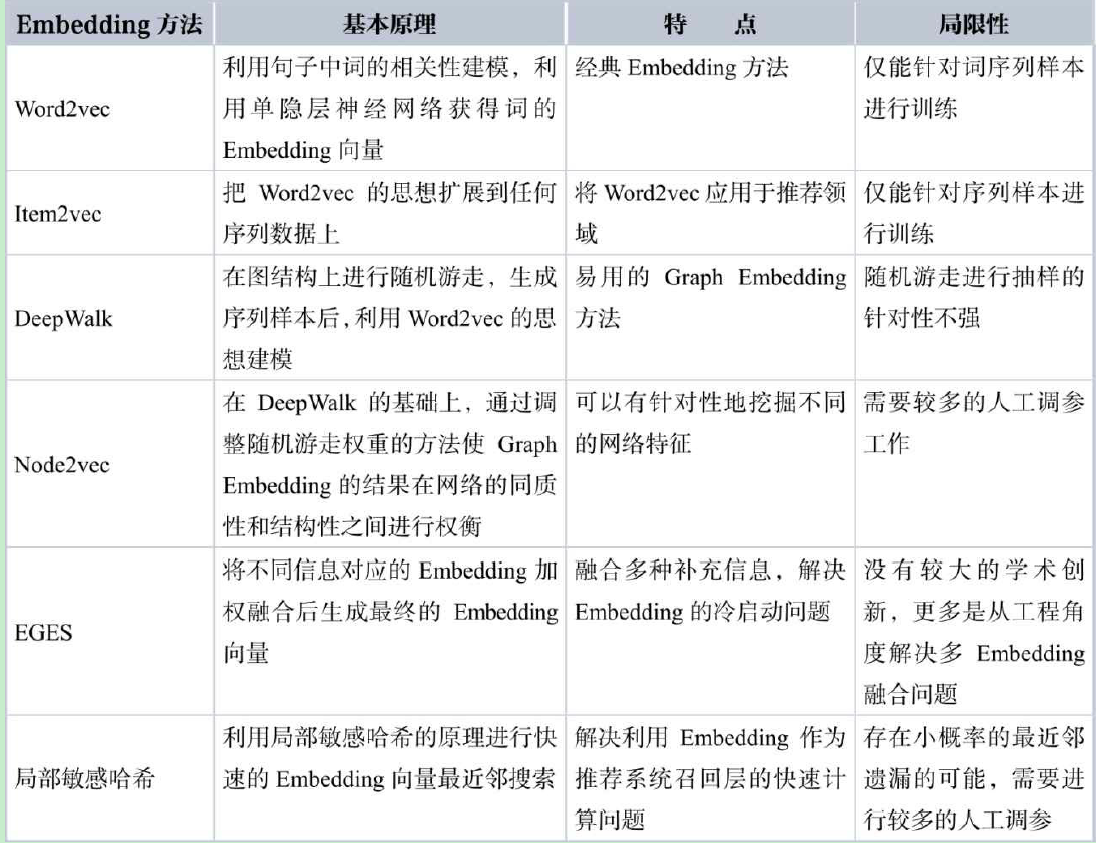 Embedding 方法 基本原理 特 点 局限性
Word2vec
利用句子中词的相关性建模，利
用单隐层神经网络获得词的
Embedding 向量
经典 Embedding 方法
仅能针对词序列样本
进行训练
Item2vec
把 Word2vec 的思想扩展到任何
序列数据上
将 Word2vec 应用于推荐领
域
仅能针对序列样本进
行训练
DeepWalk
在图结构上进行随机游走，生成
序列样本后，利用 Word2vec 的思
想建模
易用的 Graph Embedding
方法
随机游走进行抽样的
针对性不强
Node2vec
在 DeepWalk 的基础上，通过调
整随机游走权重的方法使 Graph
Embedding 的结果在网络的同质
性和结构性之间进行权衡
可以有针对性地挖掘不同
的网络特征
需要较多的人工调参
工作
EGES
将不同信息对应的 Embedding 加
权融合后生成最终的 Embedding
向量
融合多种补充信息，解决
Embedding 的冷启动问题
没有较大的学术创
新，更多是从工程角
度解决多 Embedding
融合问题
局部敏感哈希
利用局部敏感哈希的原理进行快
速的 Embedding 向量最近邻搜索
解决利用 Embedding 作为
推荐系统召回层的快速计
算问题
存在小概率的最近邻
遗漏的可能，需要进
行较多的人工调参